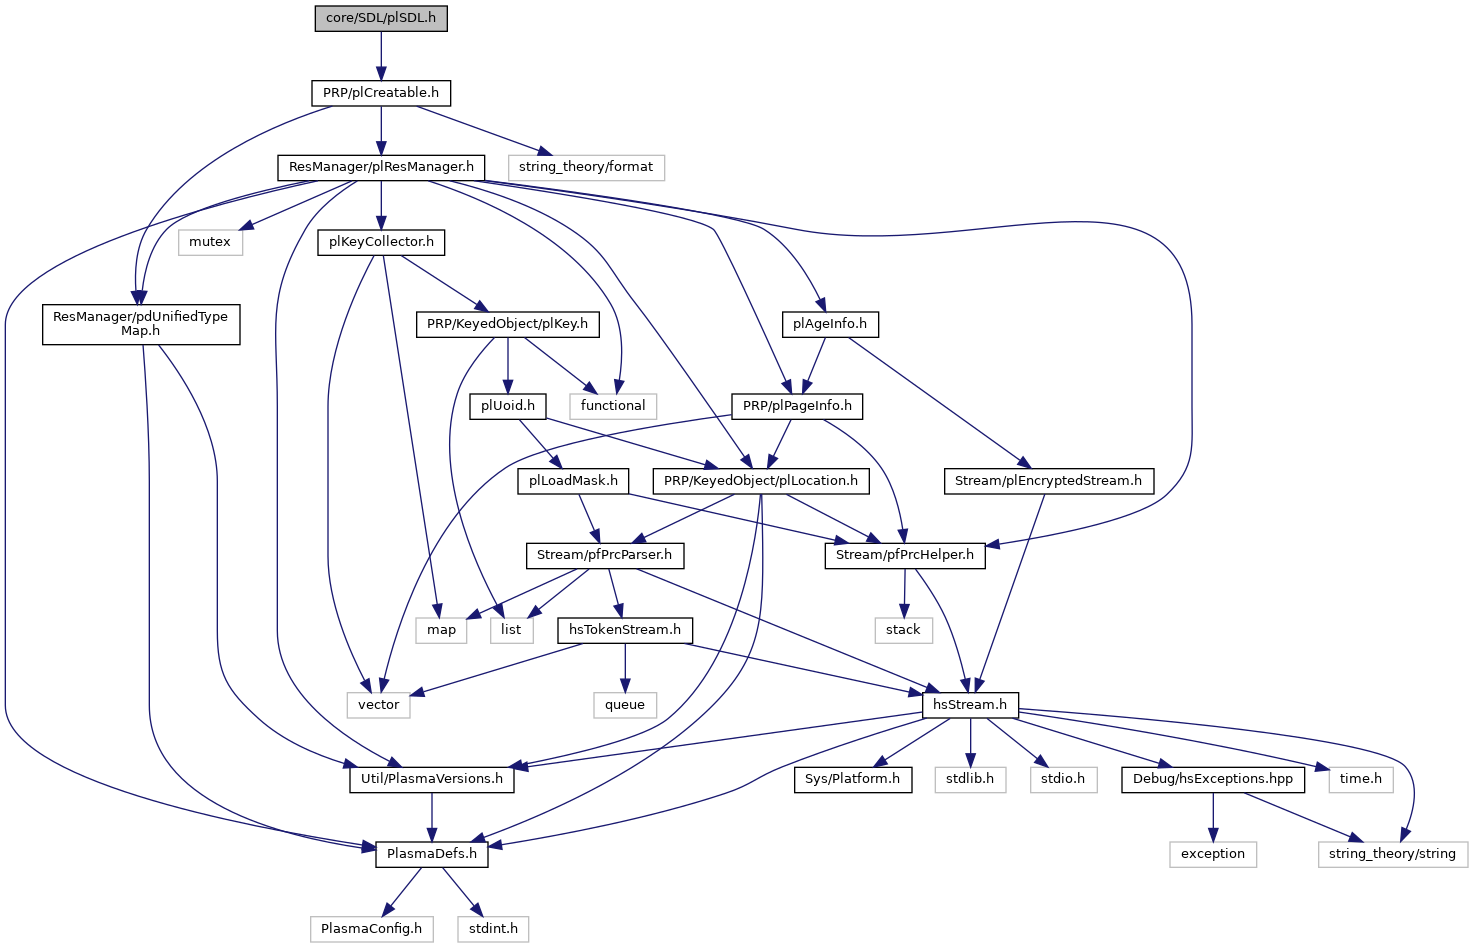 core/SDL/plSDL.h
PRP/plCreatable.h
ResManager/plResManager.h
string_theory/format
mutex
plKeyCollector.h
ResManager/pdUnifiedType
Map.h
PRP/KeyedObject/plKey.h
plAgeInfo.h
plUoid.h
functional
PRP/plPageInfo.h
plLoadMask.h
PRP/KeyedObject/plLocation.h
Stream/plEncryptedStream.h
Stream/pfPrcParser.h
Stream/pfPrcHelper.h
map
list
hsTokenStream.h
stack
vector
queue
hsStream.h
Util/PlasmaVersions.h
Sys/Platform.h
stdlib.h
stdio.h
Debug/hsExceptions.hpp
time.h
PlasmaDefs.h
exception
string_theory/string
PlasmaConfig.h
stdint.h